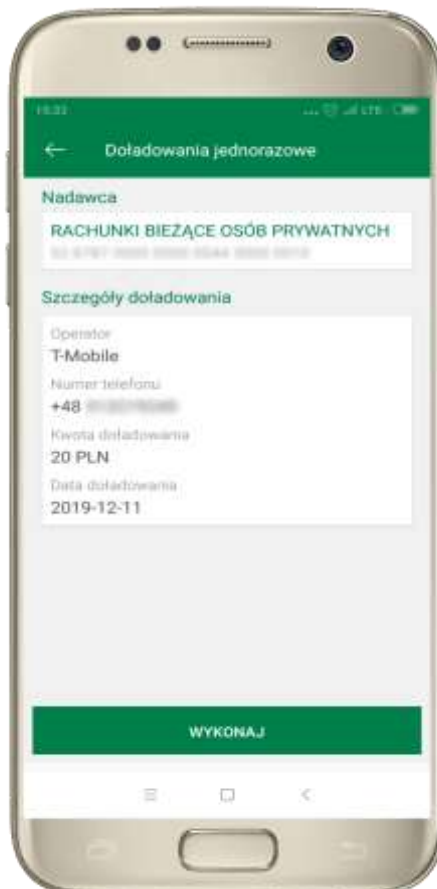 Doładowania jednorazowe
Nadawca
RACHUNKI BIEŻĄCE OSÓB PRYWATNYCH
Szczegóły doładowania
Operator
T-Mobile
Numer telefonu
+48
Kwota doładowania
20 PLN
Data doładowania
2019-12-11
WYKONAJ